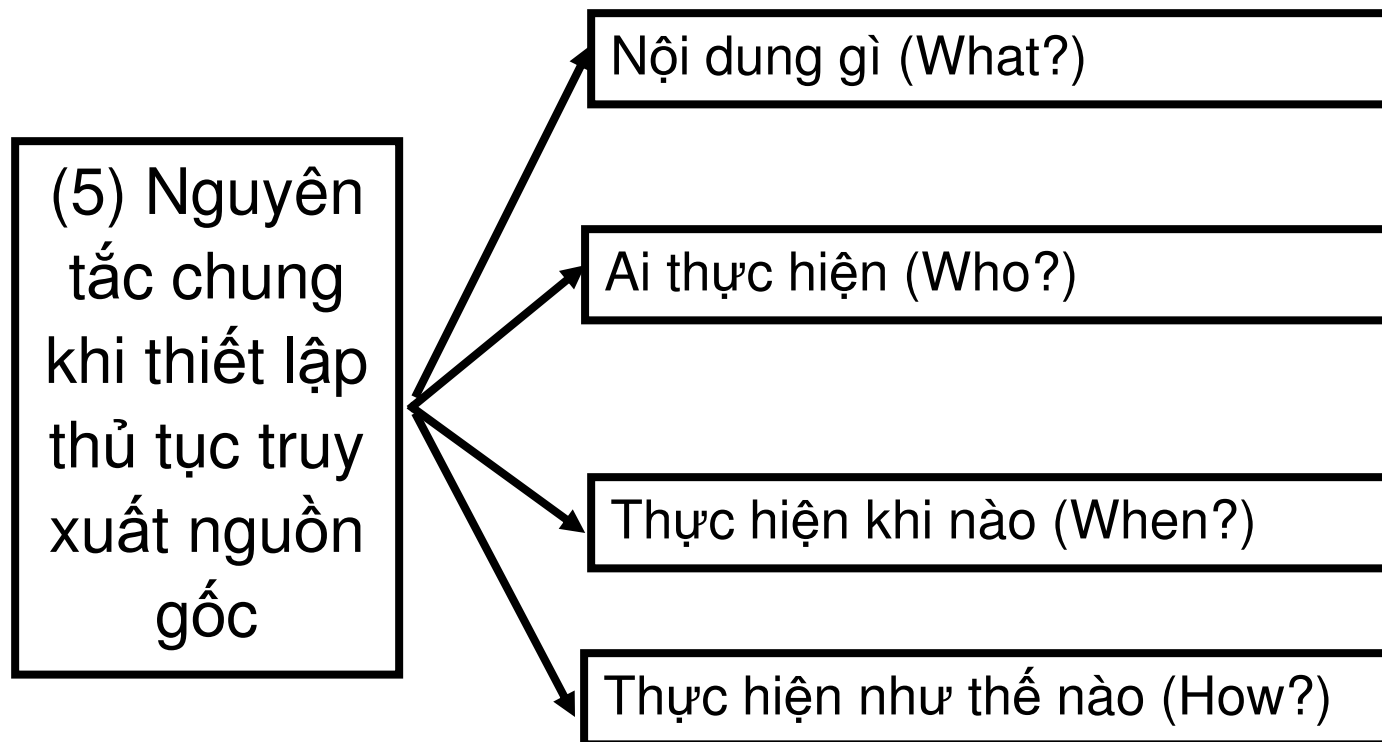 (5) Nguyên
tắc chung
khi thiết lập
thủ tục truy
xuất nguồn
gốc
Nội dung gì (What?)
Ai thực hiện (Who?)
Thực hiện khi nào (When?)
Thực hiện như thế nào (How?)